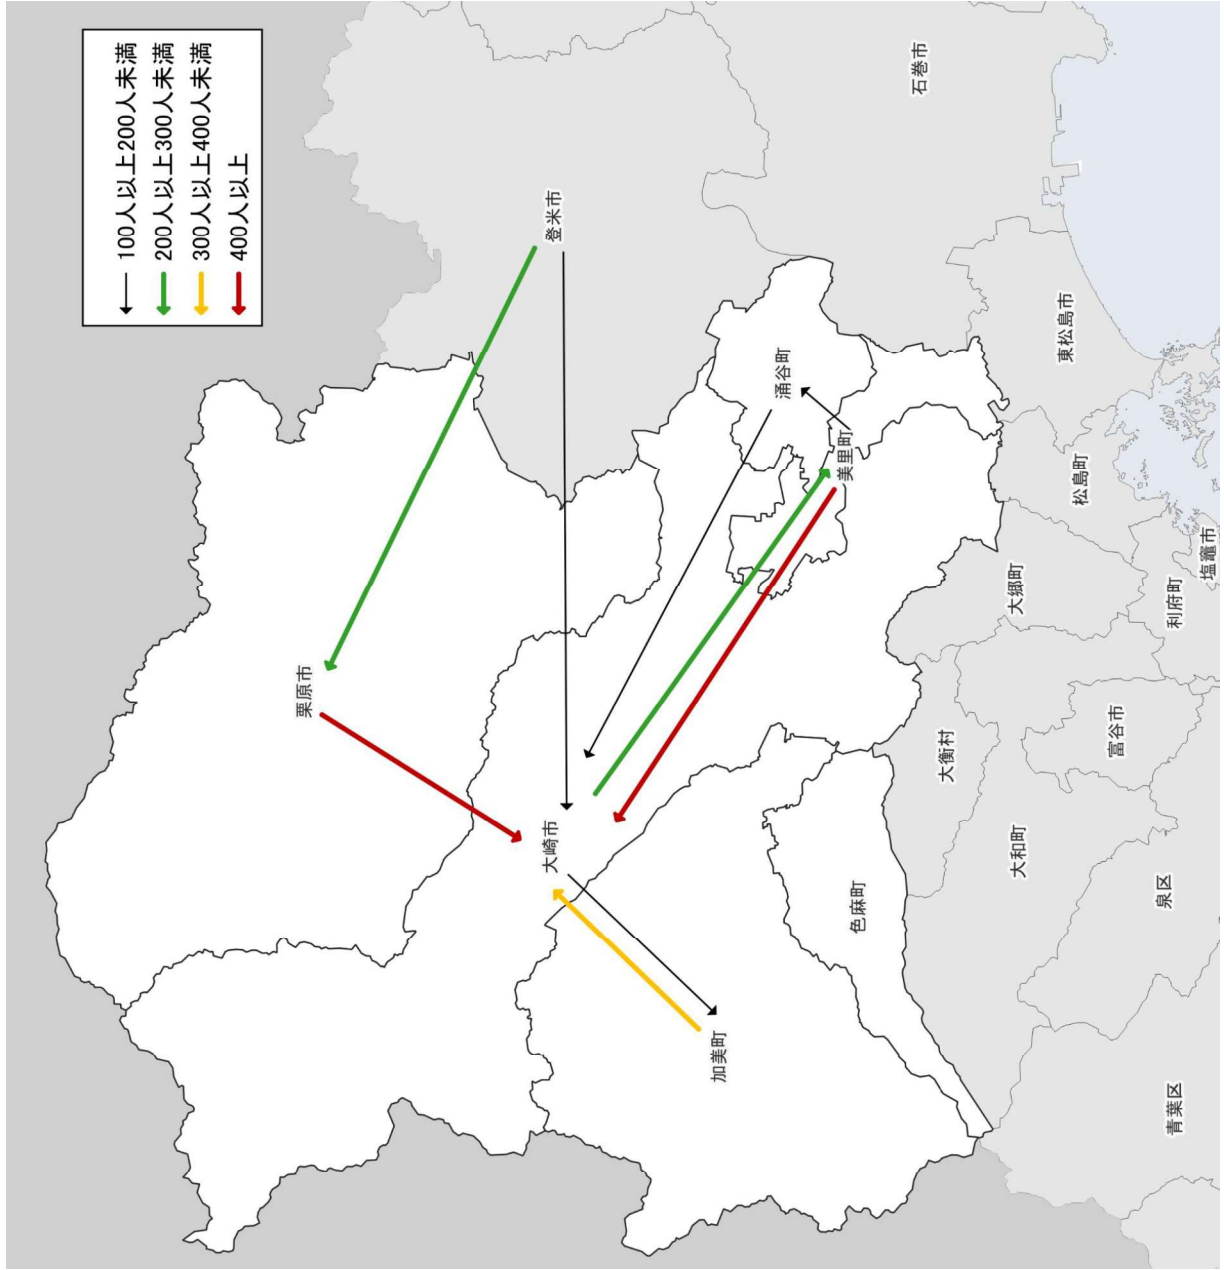 100人以上200人未満
200人以上300人未満
300人以上400人未満
400人以上
石巻市
登米市
涌谷町
美里町
東松島市
松島町
栗原市
大郷町
利府町
塩竈市
大崎市
大衡村
富谷市
色麻町
大和町
泉区
加美町
青葉区